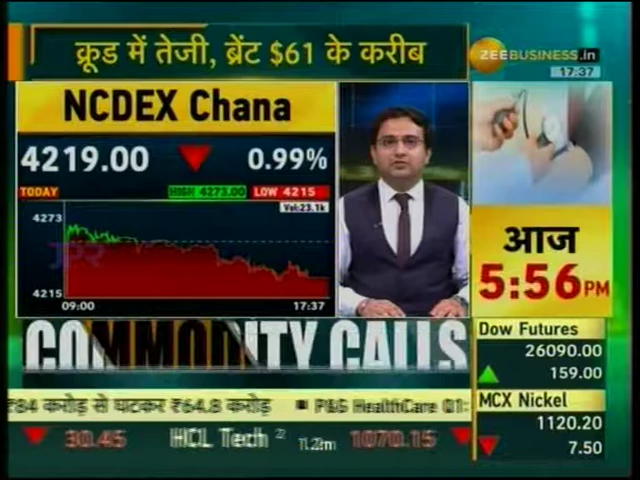 क्रूड में तेजी, ब्रेंट $61 के करीब
ZEEBUSINESS.in
17:37
NCDEX Chana
4219.00 ▼ 0.99%
TODAY HIGH 4273.00 LOW 4215
Vol:23.1k
4273
JPR
4215
09:00 17:37
आज
5:56 PM
COMMODITY CALLS
Dow Futures
26090.00
▲ 159.00
MCX Nickel
1120.20
▼ 7.50
₹84 करोड़ से घटकर ₹64.8 करोड़ ■ P&G HealthCare Q1:
▼ 30.45 HCL Tech 1070.15 ▼